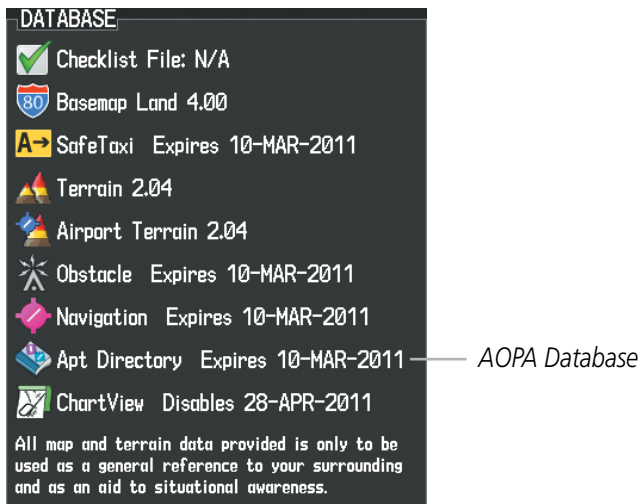 DATABASE
Checklist File: N/A
80 Basemap Land 4.00
A→ SafeTaxi Expires 10-MAR-2011
Terrain 2.04
Airport Terrain 2.04
Obstacle Expires 10-MAR-2011
Navigation Expires 10-MAR-2011
Apt Directory Expires 10-MAR-2011 AOPA Database
ChartView Disables 28-APR-2011
All map and terrain data provided is only to be
used as a general reference to your surrounding
and as an aid to situational awareness.